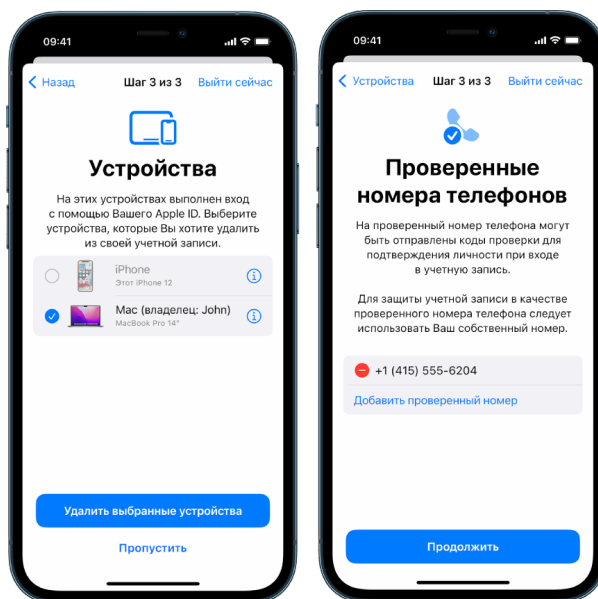 09:41
Назад
Шаг 3 из 3
Выйти сейчас
Устройства
На этих устройствах выполнен вход
с помощью Вашего Apple ID. Выберите
устройства, которые Вы хотите удалить
из своей учетной записи.
iPhone
Этот iPhone 12
Mac (владелец: John)
MacBook Pro 14"
Удалить выбранные устройства
Пропустить
09:41
Устройства
Шаг 3 из 3
Выйти сейчас
Проверенные
номера телефонов
На проверенный номер телефона могут
быть отправлены коды проверки для
подтверждения личности при входе
в учетную запись.
Для защиты учетной записи в качестве
проверенного номера телефона следует
использовать Ваш собственный номер.
+1 (415) 555-6204
Добавить проверенный номер
Продолжить